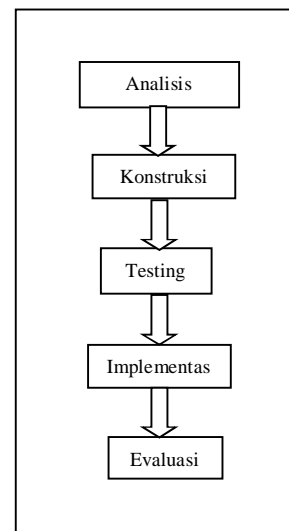 Analisis
Konstruksi
Testing
Implementas
Evaluasi